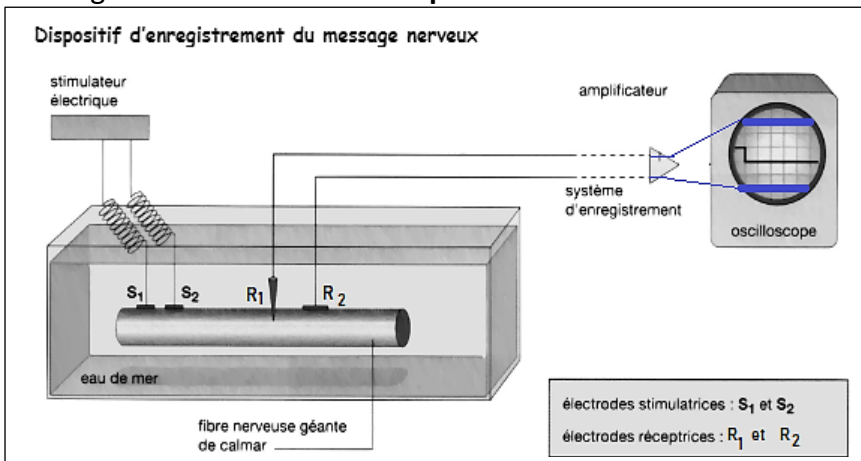 Dispositif d'enregistrement du message nerveux
stimulateur
électrique
amplificateur
système
d'enregistrement
oscilloscope
S1 S2 R1 R2
eau de mer
fibre nerveuse géante
de calmar
électrodes stimulatrices : S1 et S2
électrodes réceptrices : R1 et R2